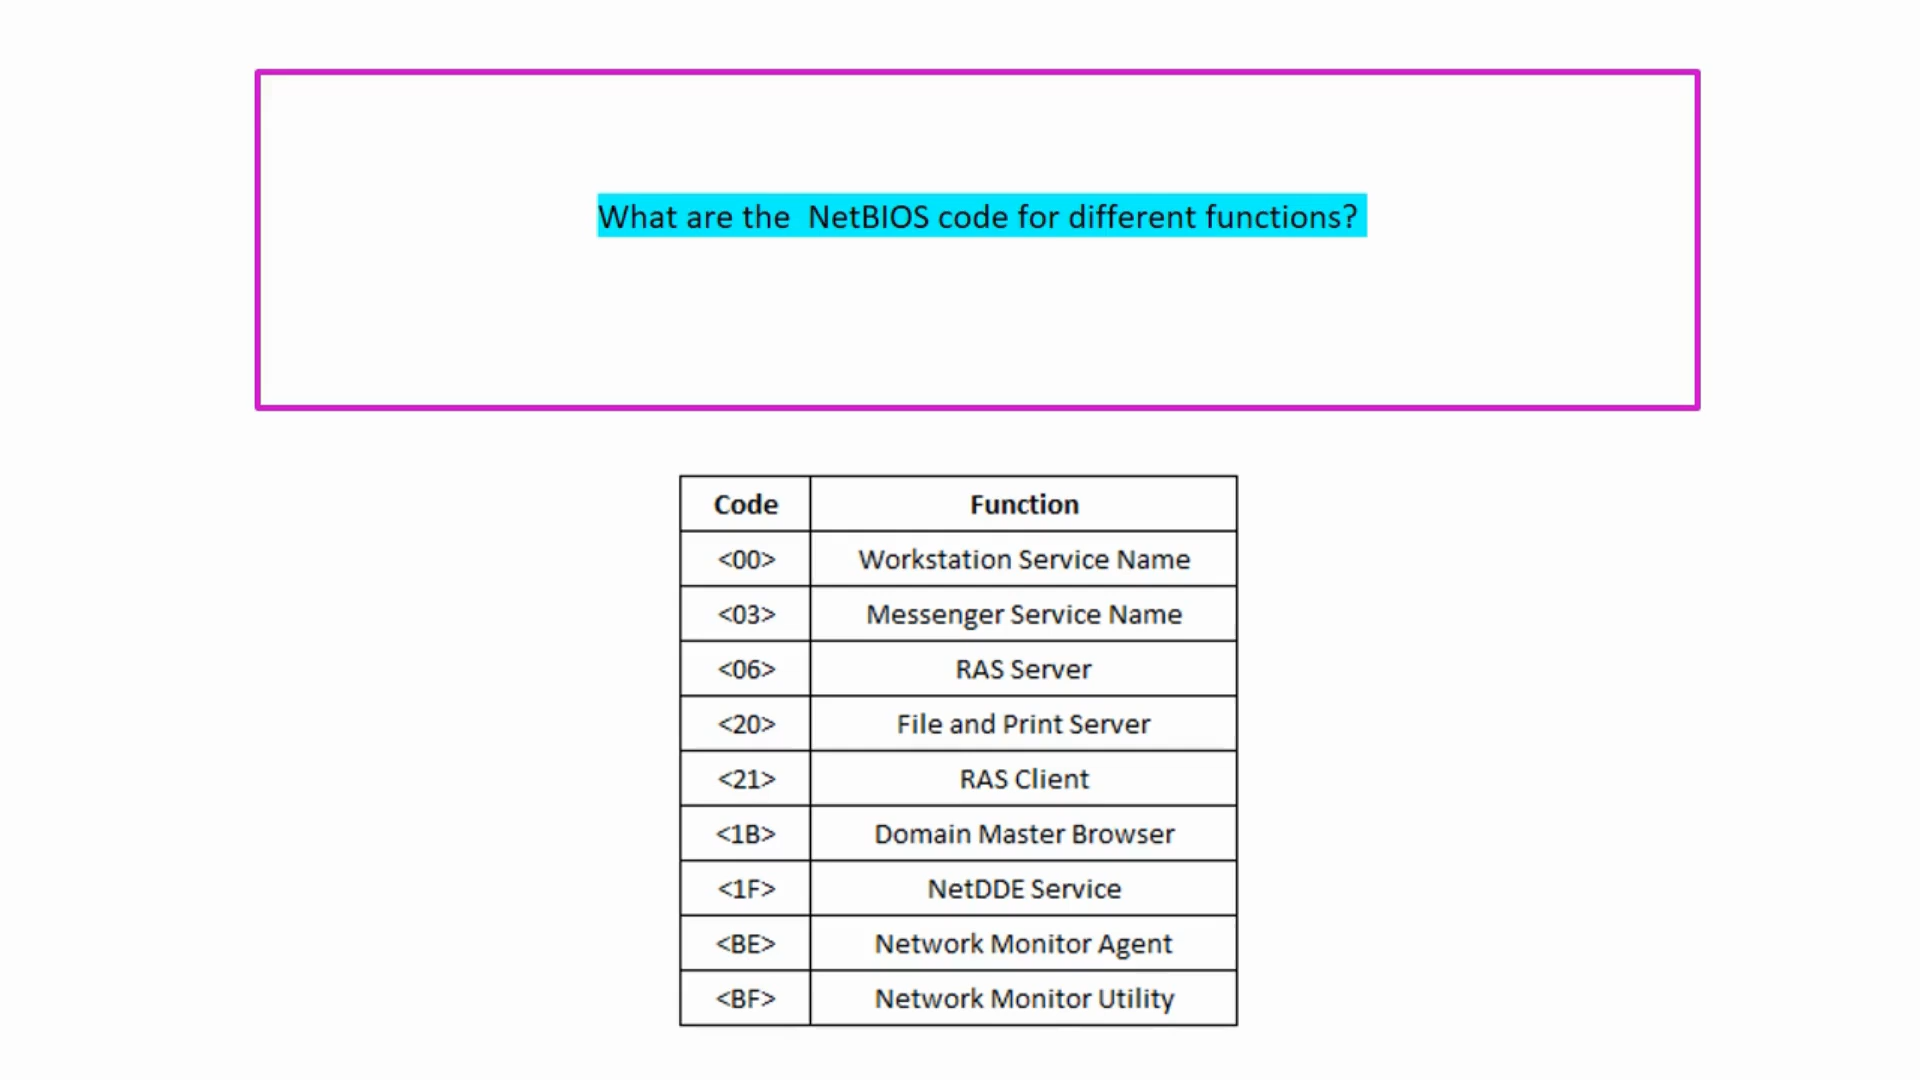 What are the  NetBIOS code for different functions?
Code Function
<00> Workstation Service Name
<03> Messenger Service Name
<06> RAS Server
<20> File and Print Server
<21> RAS Client
<1B> Domain Master Browser
<1F> NetDDE Service
<BE> Network Monitor Agent
<BF> Network Monitor Utility